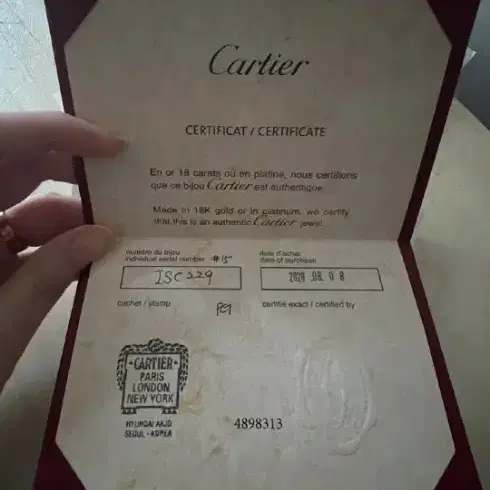 Cartier
CERTIFICAT / CERTIFICATE
En or 18 carats ou en platine, nous certifions
que ce bijou Cartier est authentique.
Made in 18K gold or in platinum, we certify
that this is an authentic Cartier jewel.
numéro du bijou
individual serial number #15
date d'achat
date of purchase
2020 .08. 0 8
cachet / stamp
certifié exact / certified by
CARTIER
PARIS
LONDON
NEW YORK
HYUNDAI AKJO
SEOUL - KOREA
4898313